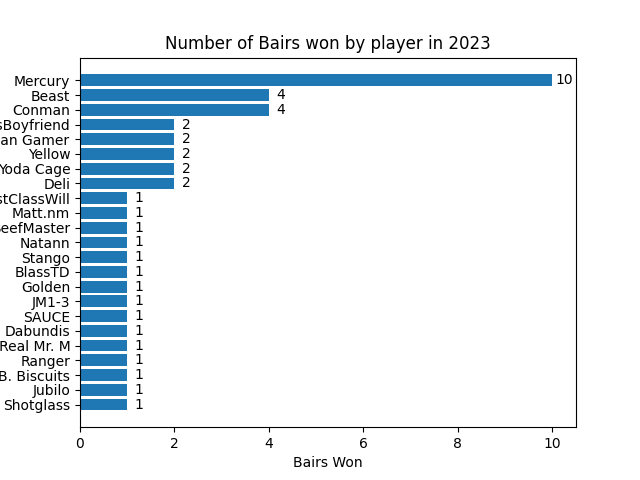 Number of Bairs won by player in 2023
Mercury 10
Beast 4
Conman 4
sBoyfriend 2
an Gamer 2
Yellow 2
Yoda Cage 2
Deli 2
stClassWill 1
Matt.nm 1
eefMaster 1
Natann 1
Stango 1
BlassTD 1
Golden 1
JM1-3 1
SAUCE 1
Dabundis 1
Real Mr. M 1
Ranger 1
B. Biscuits 1
Jubilo 1
Shotglass 1
0 2 4 6 8 10
Bairs Won